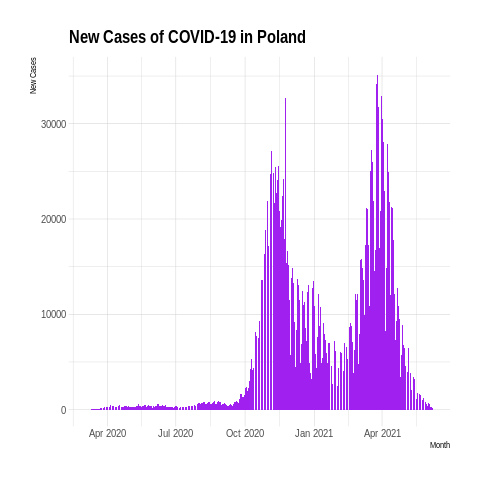 New Cases of COVID-19 in Poland
New Cases
30000
20000
10000
0
Apr 2020 Jul 2020 Oct 2020 Jan 2021 Apr 2021
Month